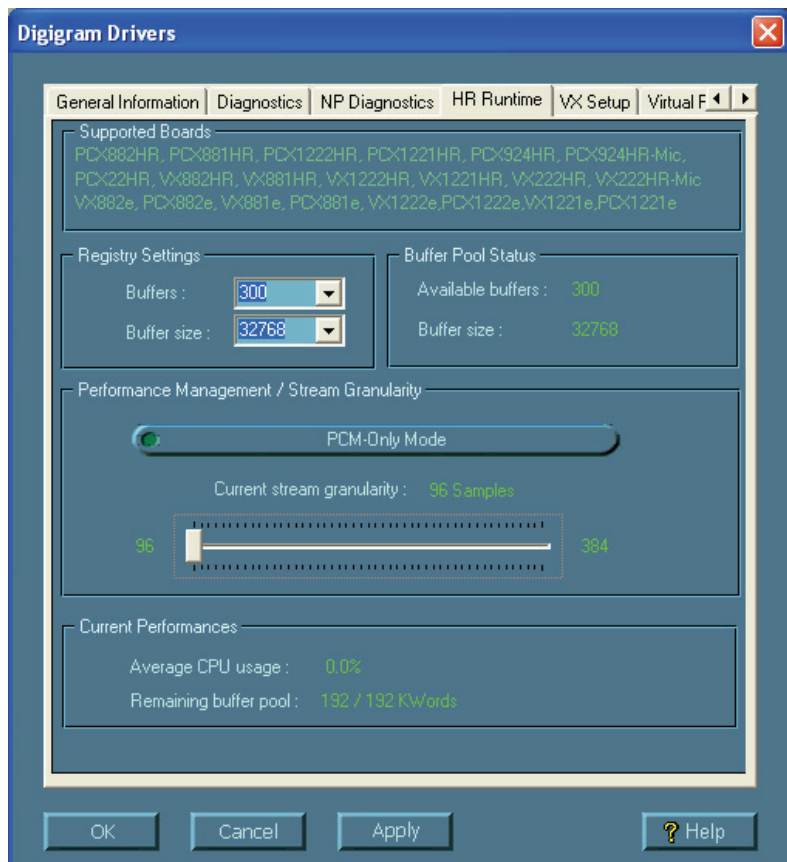 Digigram Drivers
General Information Diagnostics NP Diagnostics HR Runtime VX Setup Virtual F
Supported Boards
PCX882HR, PCX881HR, PCX1222HR, PCX1221HR, PCX924HR, PCX924HR-Mic,
PCX22HR, VX882HR, VX881HR, VX1222HR, VX1221HR, VX222HR, VX222HR-Mic
VX882e, PCX882e, VX881e, PCX881e, VX1222e,PCX1222e,VX1221e,PCX1221e
Registry Settings
Buffers : 300
Buffer size : 32768
Buffer Pool Status
Available buffers : 300
Buffer size : 32768
Performance Management / Stream Granularity
PCM-Only Mode
Current stream granularity : 96 Samples
96 384
Current Performances
Average CPU usage : 0.0%
Remaining buffer pool : 192 / 192 KWords
OK Cancel Apply ? Help